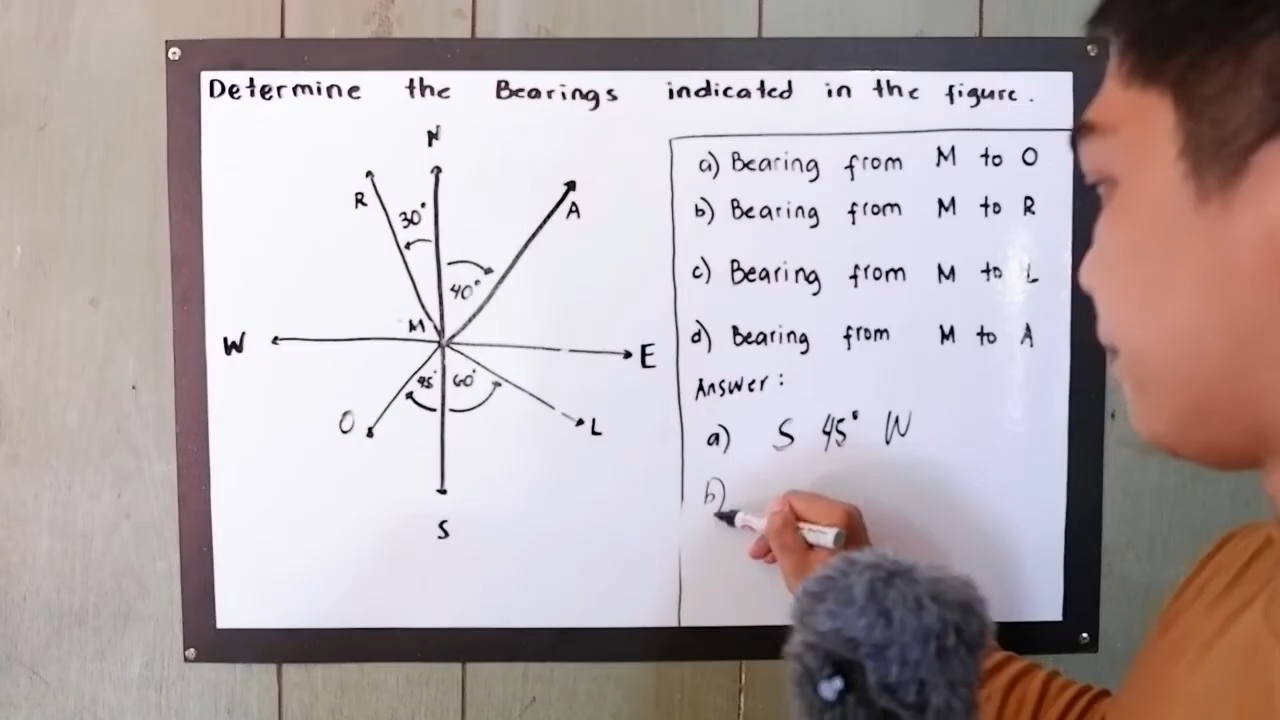 Determine the Bearings indicated in the figure.
N
R
30°
A
40°
M
W
E
45° 60°
O
L
S
a) Bearing from M to O
b) Bearing from M to R
c) Bearing from M to L
d) Bearing from M to A
Answer:
a) S 45° W
b)